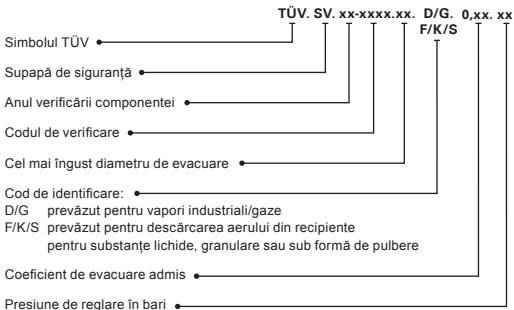 TÜV. SV. xx-xxxx.xx. D/G. 0,xx. xx
F/K/S
Simbolul TÜV
Supapă de siguranță
Anul verificării componentei
Codul de verificare
Cel mai îngust diametru de evacuare
Cod de identificare:
D/G prevăzut pentru vapori industriali/gaze
F/K/S prevăzut pentru descărcarea aerului din recipiente
pentru substanțe lichide, granulare sau sub formă de pulbere
Coeficient de evacuare admis
Presiune de reglare în bari